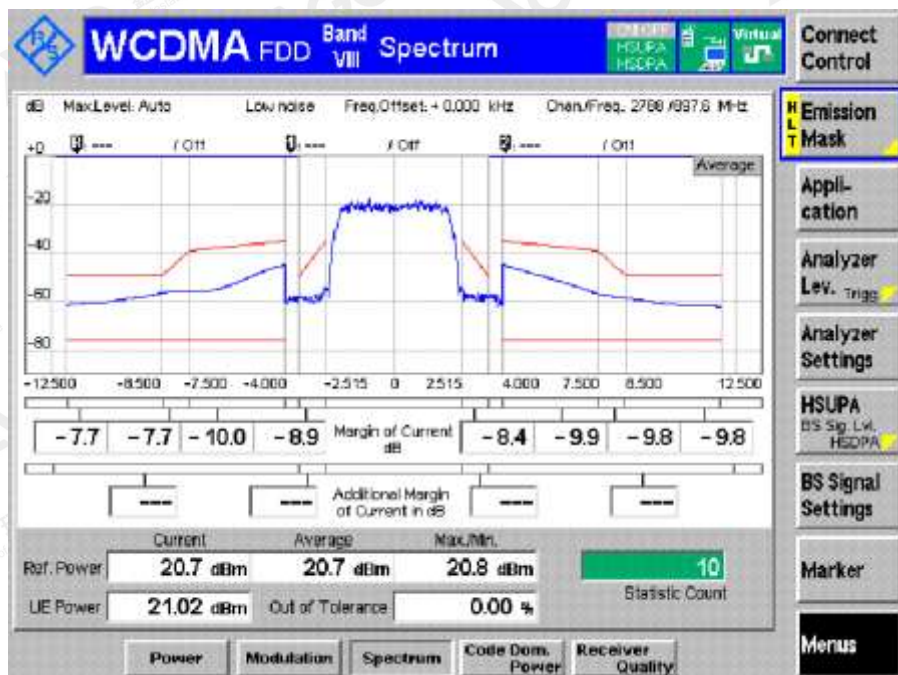 R&S WCDMA FDD Band VIII Spectrum
HSUPA
HSDPA
Virtual
Connect Control
dB Max.Level: Auto Low noise Freq.Offset: + 0.000 kHz Chan./Freq.: 2788 /897.6 MHz
+0 --- / Off 1: --- / Off 2: --- / Off
Average
H L T Emission Mask
-20
Appli-
cation
-40
Analyzer
Lev. Trigg
-60
-80
Analyzer
Settings
-12.500 -8.500 -7.500 -4.000 -2.515 0 2.515 4.000 7.500 8.500 12.500
HSUPA
BS Sig. Lvl.
HSDPA
-7.7 -7.7 -10.0 -8.9 Margin of Current dB -8.4 -9.9 -9.8 -9.8
--- --- Additional Margin of Current in dB --- ---
BS Signal
Settings
Current Average Max./Min.
Ref. Power 20.7 dBm 20.7 dBm 20.8 dBm 10
Statistic Count
UE Power 21.02 dBm Out of Tolerance 0.00 %
Marker
Menus
Power Modulation Spectrum Code Dom. Power Receiver Quality